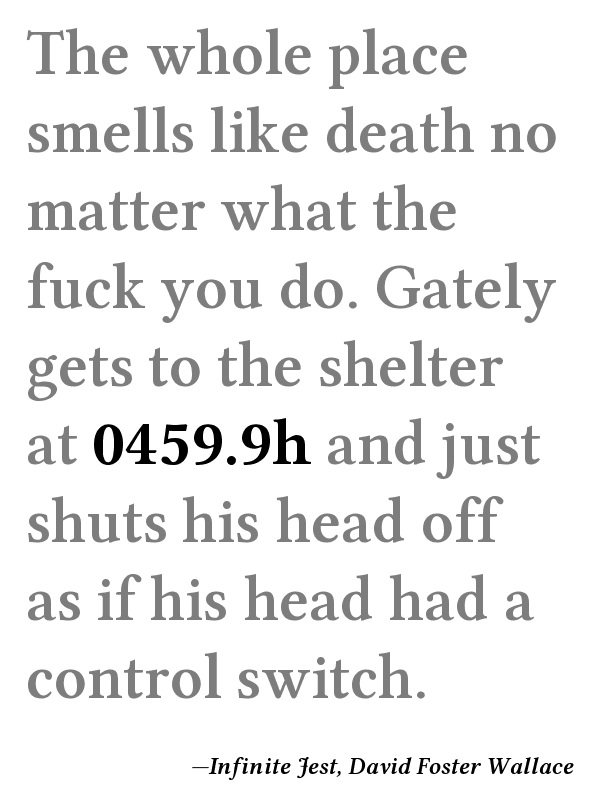 The whole place
smells like death no
matter what the
fuck you do. Gately
gets to the shelter
at 0459.9h and just
shuts his head off
as if his head had a
control switch.
—Infinite Jest, David Foster Wallace